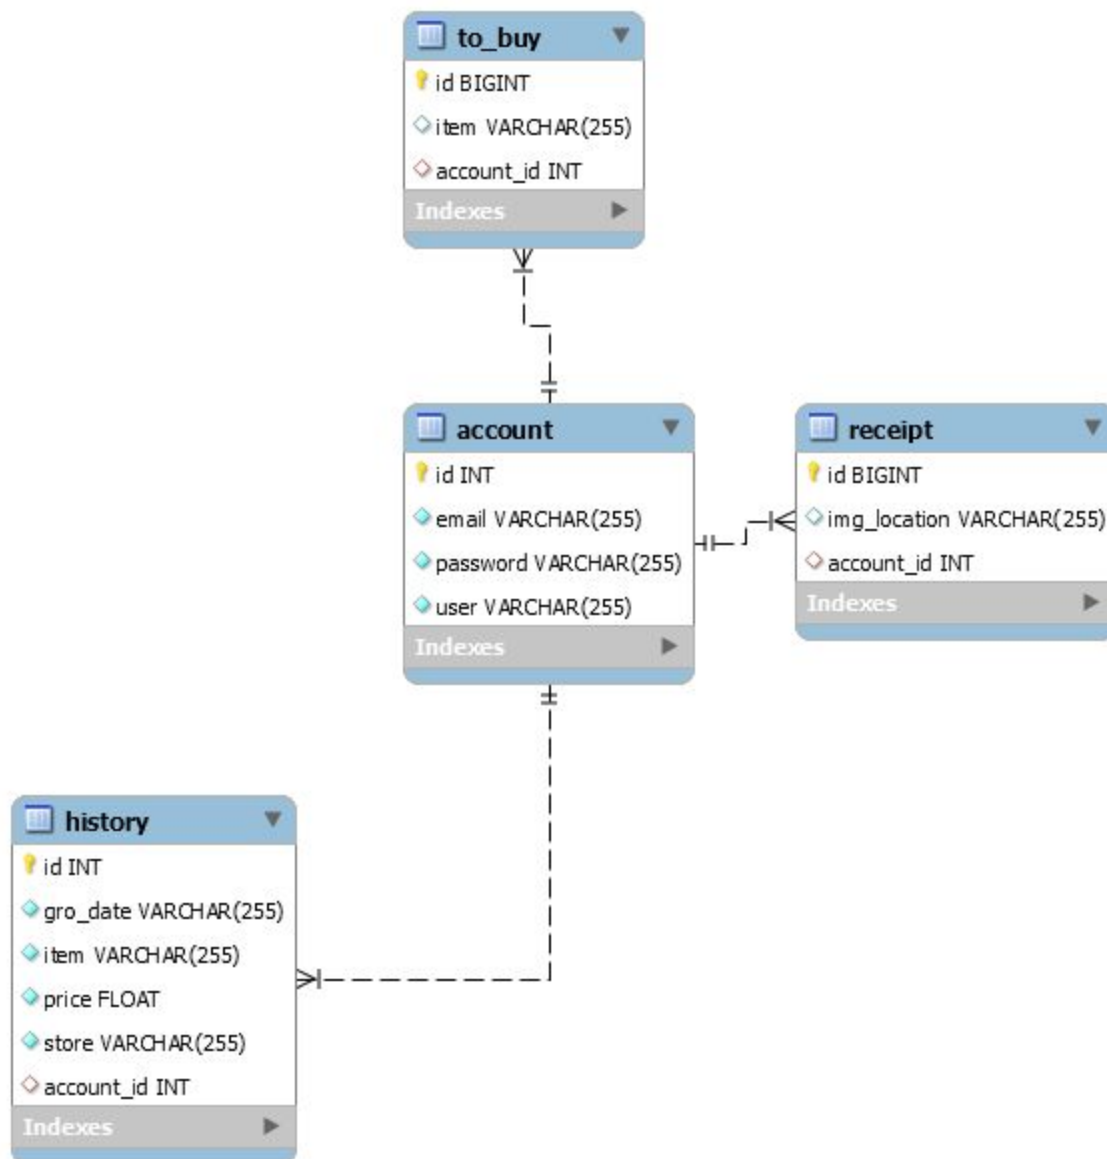 to_buy
id BIGINT
item VARCHAR(255)
account_id INT
Indexes
account
id INT
email VARCHAR(255)
password VARCHAR(255)
user VARCHAR(255)
Indexes
receipt
id BIGINT
img_location VARCHAR(255)
account_id INT
Indexes
history
id INT
gro_date VARCHAR(255)
item VARCHAR(255)
price FLOAT
store VARCHAR(255)
account_id INT
Indexes